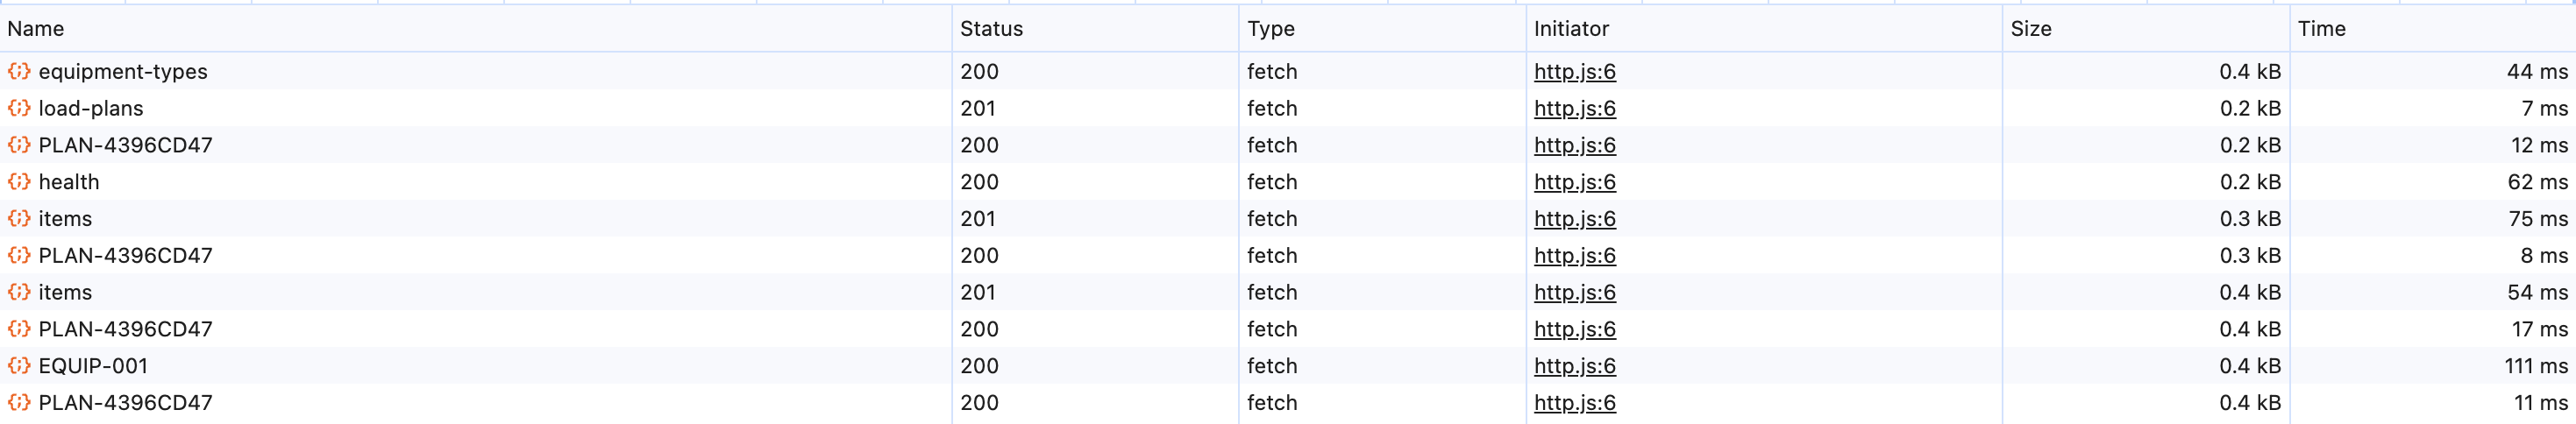 Name Status Type Initiator Size Time
equipment-types 200 fetch http.js:6 0.4 kB 44 ms
load-plans 201 fetch http.js:6 0.2 kB 7 ms
PLAN-4396CD47 200 fetch http.js:6 0.2 kB 12 ms
health 200 fetch http.js:6 0.2 kB 62 ms
items 201 fetch http.js:6 0.3 kB 75 ms
PLAN-4396CD47 200 fetch http.js:6 0.3 kB 8 ms
items 201 fetch http.js:6 0.4 kB 54 ms
PLAN-4396CD47 200 fetch http.js:6 0.4 kB 17 ms
EQUIP-001 200 fetch http.js:6 0.4 kB 111 ms
PLAN-4396CD47 200 fetch http.js:6 0.4 kB 11 ms